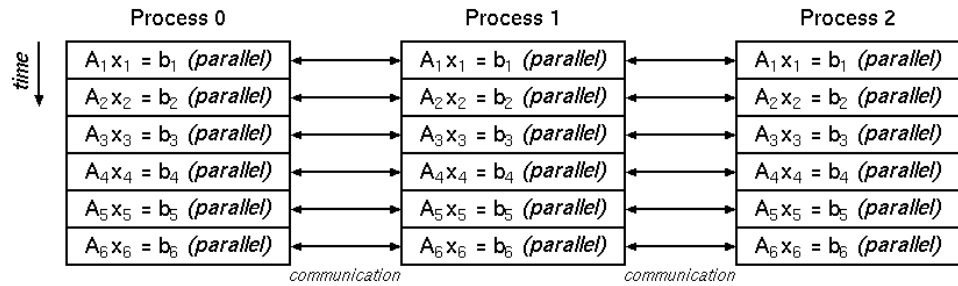 Process 0 Process 1 Process 2
time
A₁x₁ = b₁ (parallel) A₁x₁ = b₁ (parallel) A₁x₁ = b₁ (parallel)
A₂x₂ = b₂ (parallel) A₂x₂ = b₂ (parallel) A₂x₂ = b₂ (parallel)
A₃x₃ = b₃ (parallel) A₃x₃ = b₃ (parallel) A₃x₃ = b₃ (parallel)
A₄x₄ = b₄ (parallel) A₄x₄ = b₄ (parallel) A₄x₄ = b₄ (parallel)
A₅x₅ = b₅ (parallel) A₅x₅ = b₅ (parallel) A₅x₅ = b₅ (parallel)
A₆x₆ = b₆ (parallel) A₆x₆ = b₆ (parallel) A₆x₆ = b₆ (parallel)
communication communication